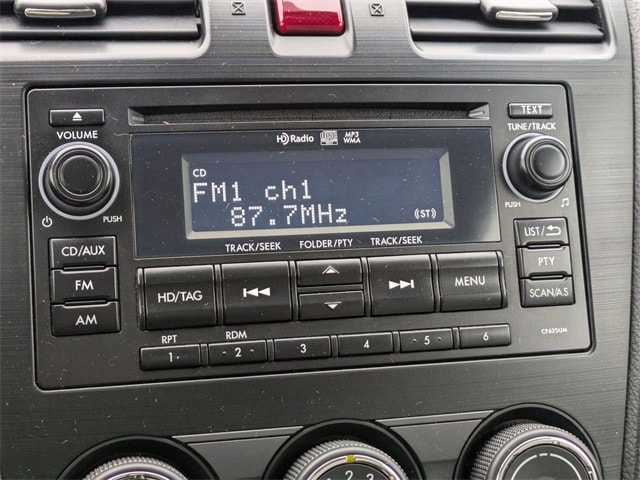 TEXT
VOLUME
TUNE/TRACK
HD Radio
MP3
WMA
CD
FM1 ch1
87.7MHz
(ST)
PUSH
PUSH
TRACK/SEEK FOLDER/PTY TRACK/SEEK
CD/AUX
LIST/
FM
HD/TAG
MENU
PTY
AM
SCAN/A.S
RPT
RDM
CF625UM
1 2 3 4 5 6
2 3